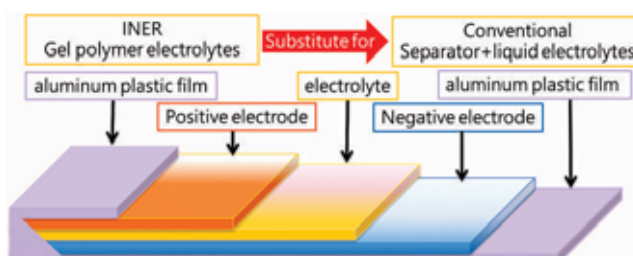 INER
Gel polymer electrolytes
Substitute for
Conventional
Separator+liquid electrolytes
aluminum plastic film
electrolyte
aluminum plastic film
Positive electrode
Negative electrode